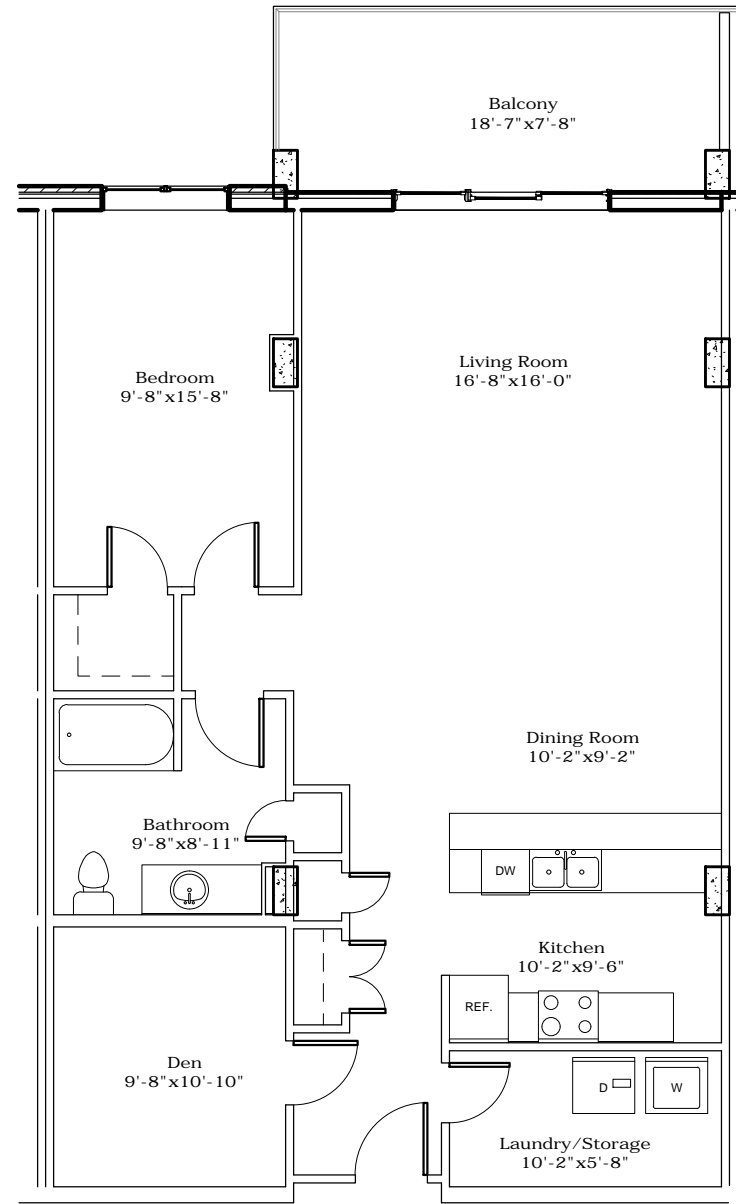 Balcony
18'-7"x7'-8"
Bedroom
9'-8"x15'-8"
Living Room
16'-8"x16'-0"
Dining Room
10'-2"x9'-2"
Bathroom
9'-8"x8'-11"
DW
Kitchen
10'-2"x9'-6"
REF.
Den
9'-8"x10'-10"
D
W
Laundry/Storage
10'-2"x5'-8"